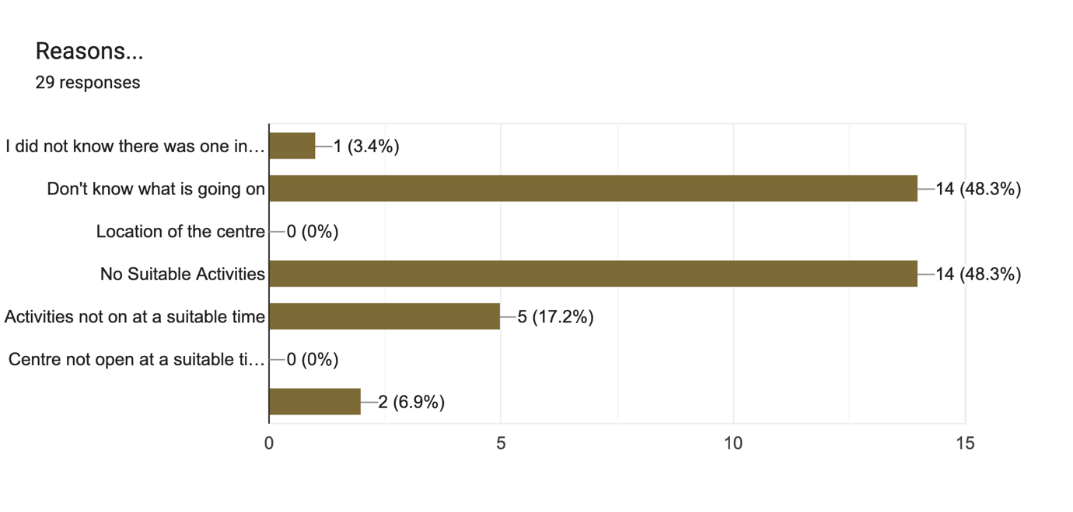 Reasons...
29 responses
I did not know there was one in... 1 (3.4%)
Don't know what is going on 14 (48.3%)
Location of the centre 0 (0%)
No Suitable Activities 14 (48.3%)
Activities not on at a suitable time 5 (17.2%)
Centre not open at a suitable ti... 0 (0%)
2 (6.9%)
0 5 10 15